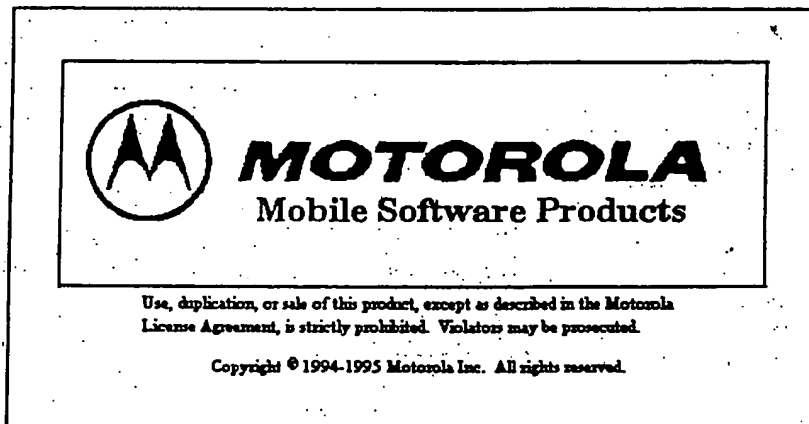 MOTOROLA
Mobile Software Products
Use, duplication, or sale of this product, except as described in the Motorola
License Agreement, is strictly prohibited. Violators may be prosecuted.
Copyright © 1994-1995 Motorola Inc. All rights reserved.